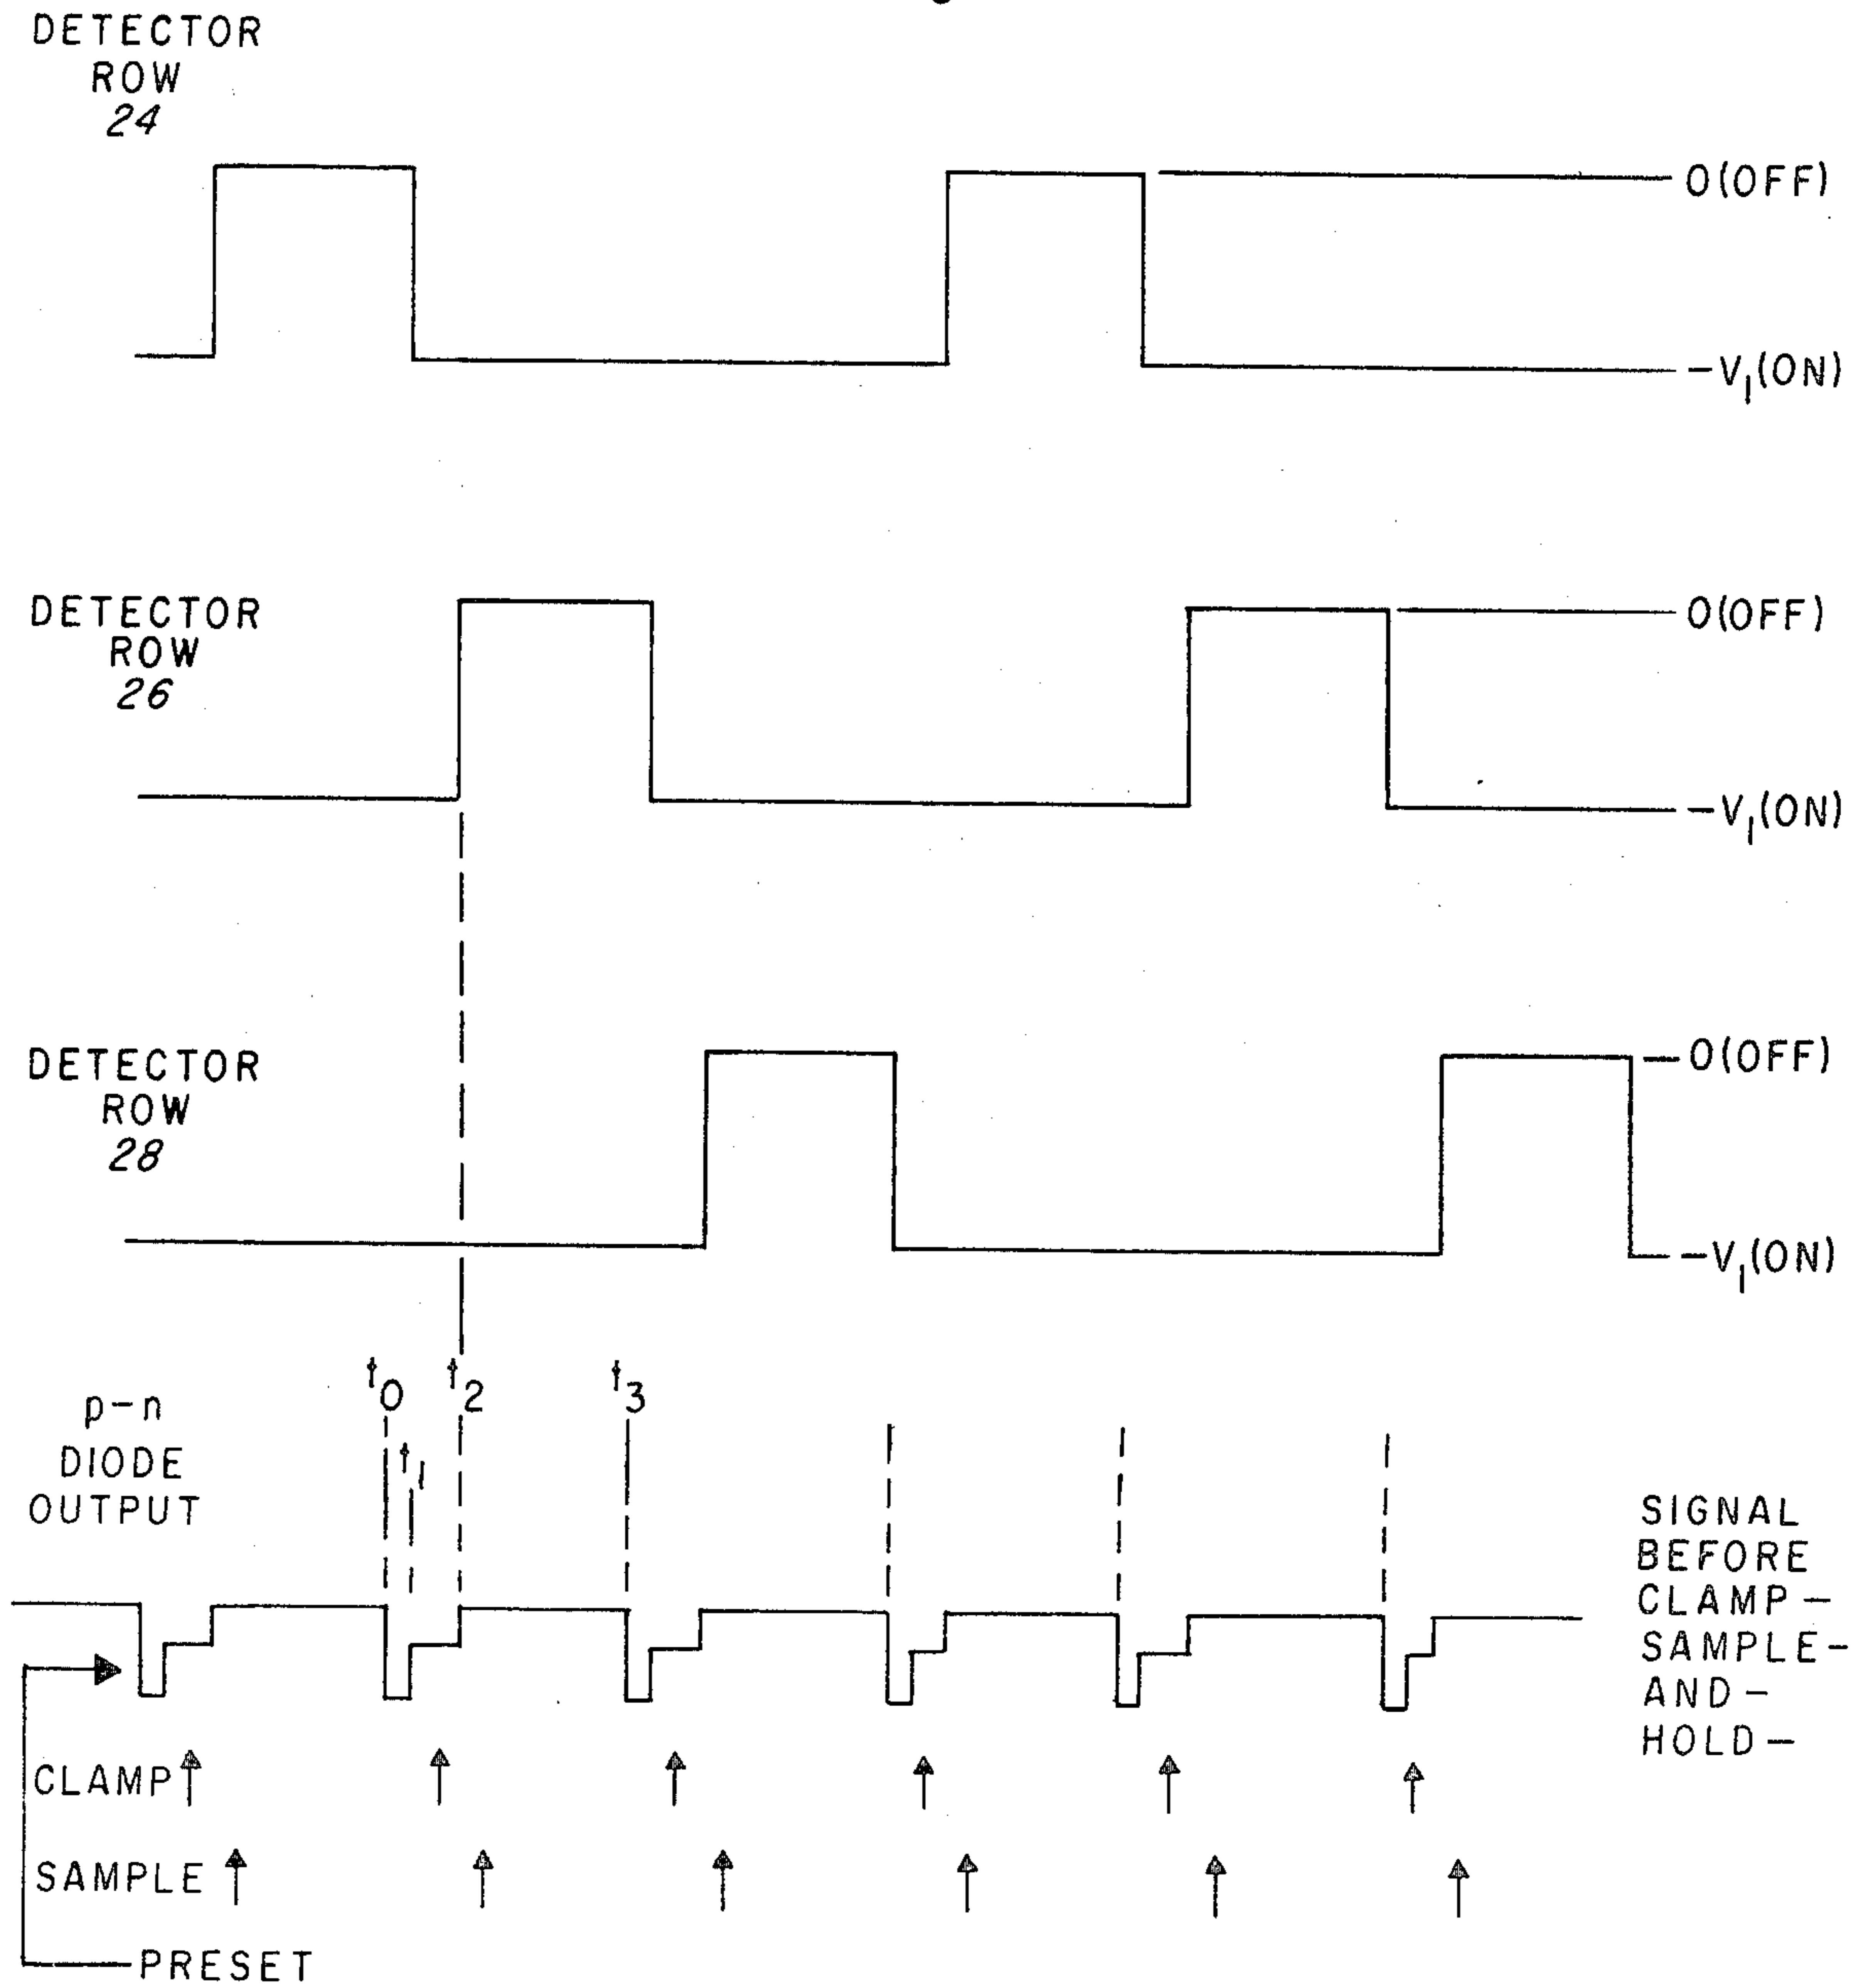 DETECTOR
ROW
24
O(OFF)
-V1(ON)
DETECTOR
ROW
26
O(OFF)
-V1(ON)
DETECTOR
ROW
28
O(OFF)
-V1(ON)
t0
t2
t3
t1
p-n
DIODE
OUTPUT
SIGNAL
BEFORE
CLAMP-
SAMPLE-
AND-
HOLD-
CLAMP
SAMPLE
PRESET